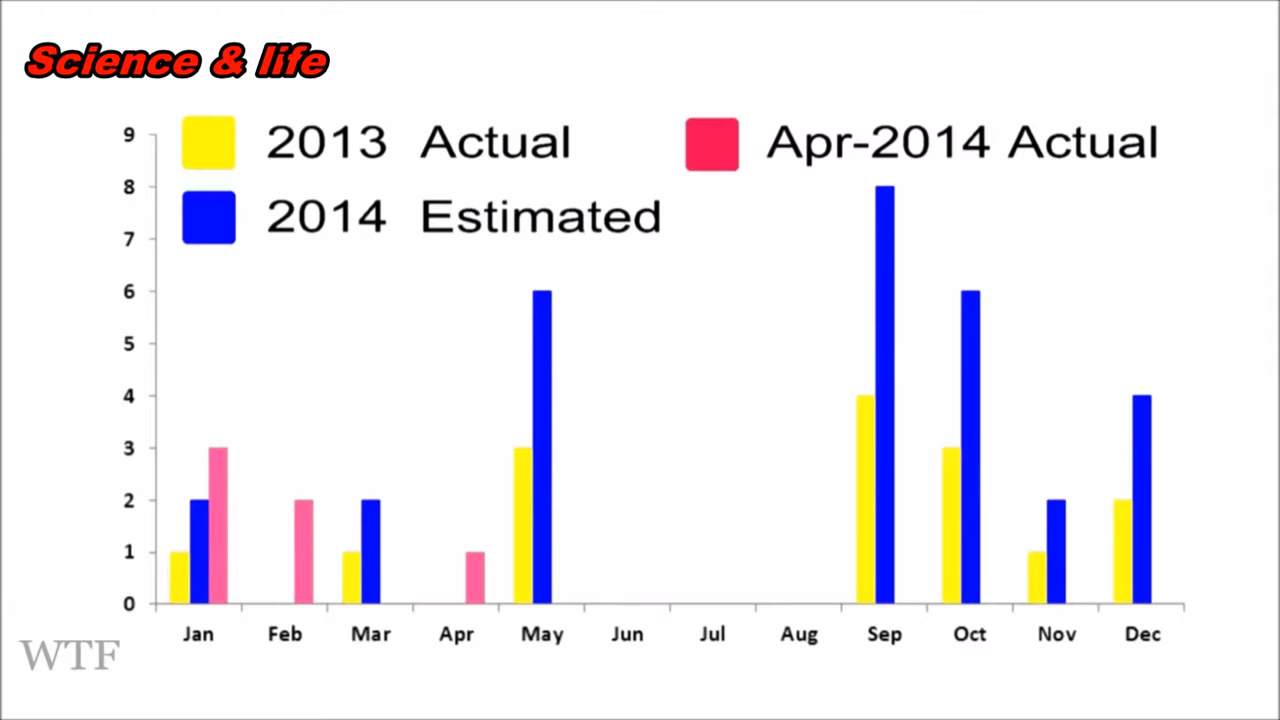 Science & life
2013 Actual
Apr-2014 Actual
2014 Estimated
9
8
7
6
5
4
3
2
1
0
Jan Feb Mar Apr May Jun Jul Aug Sep Oct Nov Dec
WTF